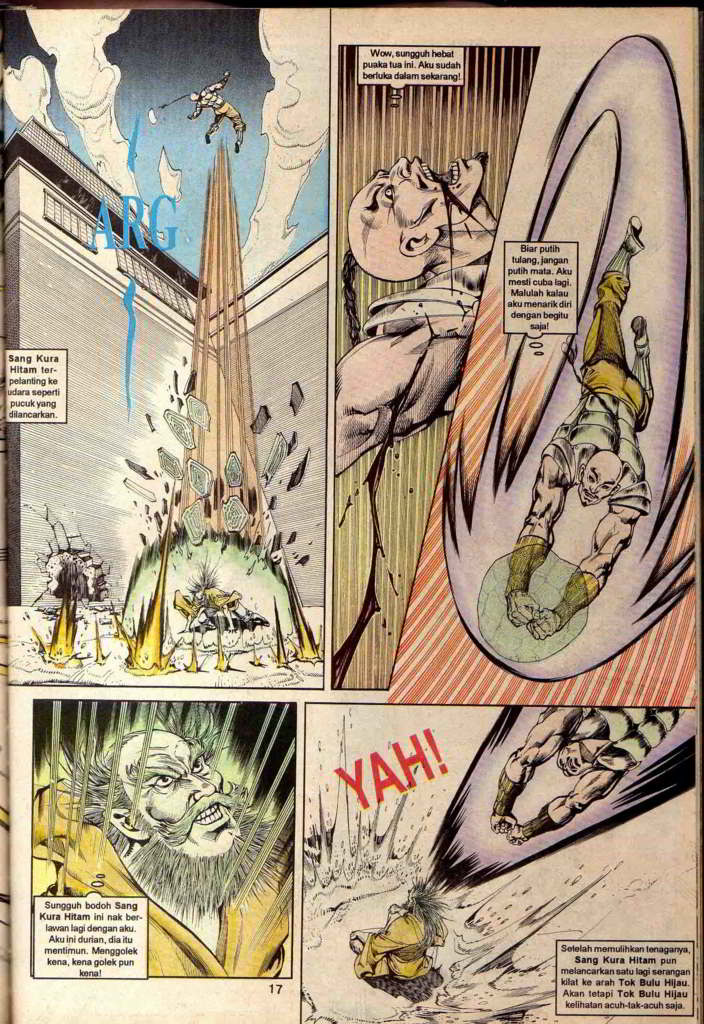 ARG
Sang Kura
Hitam ter-
pelanting ke
udara seperti
pucuk yang
dilancarkan.
Wow, sungguh hebat
puaka tua ini. Aku sudah
berluka dalam sekarang!
Biar putih
tulang, jangan
putih mata. Aku
mesti cuba lagi.
Malulah kalau
aku menarik diri
dengan begitu
saja!
Sungguh bodoh Sang
Kura Hitam ini nak ber-
lawan lagi dengan aku.
Aku ini durian, dia itu
mentimun. Menggolek
kena, kena golek pun
kena!
YAH!
Setelah memulihkan tenaganya,
Sang Kura Hitam pun
melancarkan satu lagi serangan
kilat ke arah Tok Bulu Hijau.
Akan tetapi Tok Bulu Hijau
kelihatan acuh-tak-acuh saja.
17